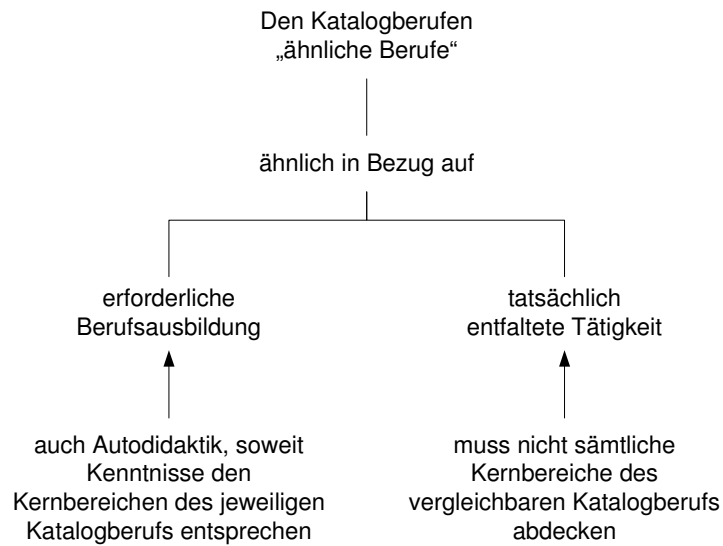 Den Katalogberufen
„ähnliche Berufe“
ähnlich in Bezug auf
erforderliche
Berufsausbildung
tatsächlich
entfaltete Tätigkeit
auch Autodidaktik, soweit
Kenntnisse den
Kernbereichen des jeweiligen
Katalogberufs entsprechen
muss nicht sämtliche
Kernbereiche des
vergleichbaren Katalogberufs
abdecken